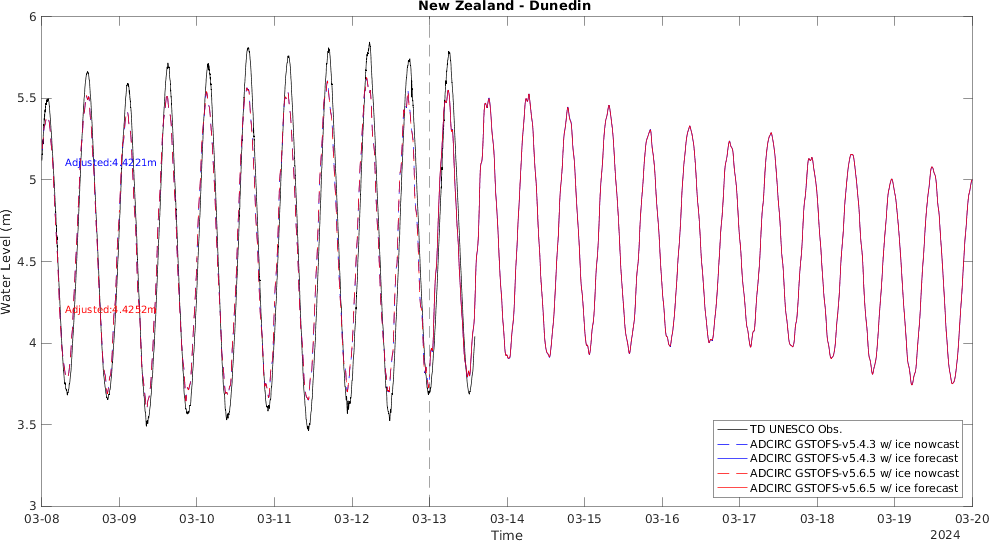 New Zealand - Dunedin
6
5.5
5
4.5
4
3.5
3
Water Level (m)
Adjusted:4.4221m
Adjusted:4.4252m
TD UNESCO Obs.
ADCIRC GSTOFS-v5.4.3 w/ ice nowcast
ADCIRC GSTOFS-v5.4.3 w/ ice forecast
ADCIRC GSTOFS-v5.6.5 w/ ice nowcast
ADCIRC GSTOFS-v5.6.5 w/ ice forecast
03-08 03-09 03-10 03-11 03-12 03-13 03-14 03-15 03-16 03-17 03-18 03-19 03-20
Time
2024